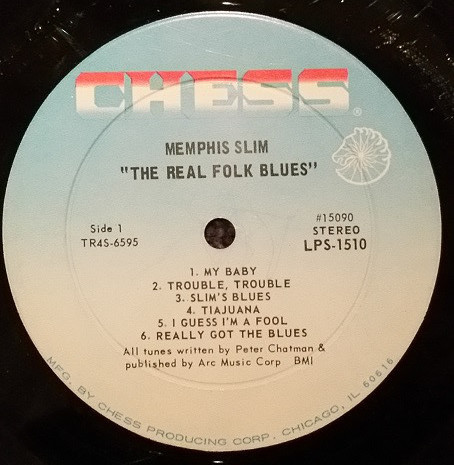 CHESS®
MEMPHIS SLIM
"THE REAL FOLK BLUES"
Side 1
TR4S-6595
#15090
STEREO
LPS-1510
1. MY BABY
2. TROUBLE, TROUBLE
3. SLIM'S BLUES
4. TIAJUANA
5. I GUESS I'M A FOOL
6. REALLY GOT THE BLUES
All tunes written by Peter Chatman &
published by Arc Music Corp BMI
MFG. BY CHESS PRODUCING CORP. CHICAGO, IL 60616